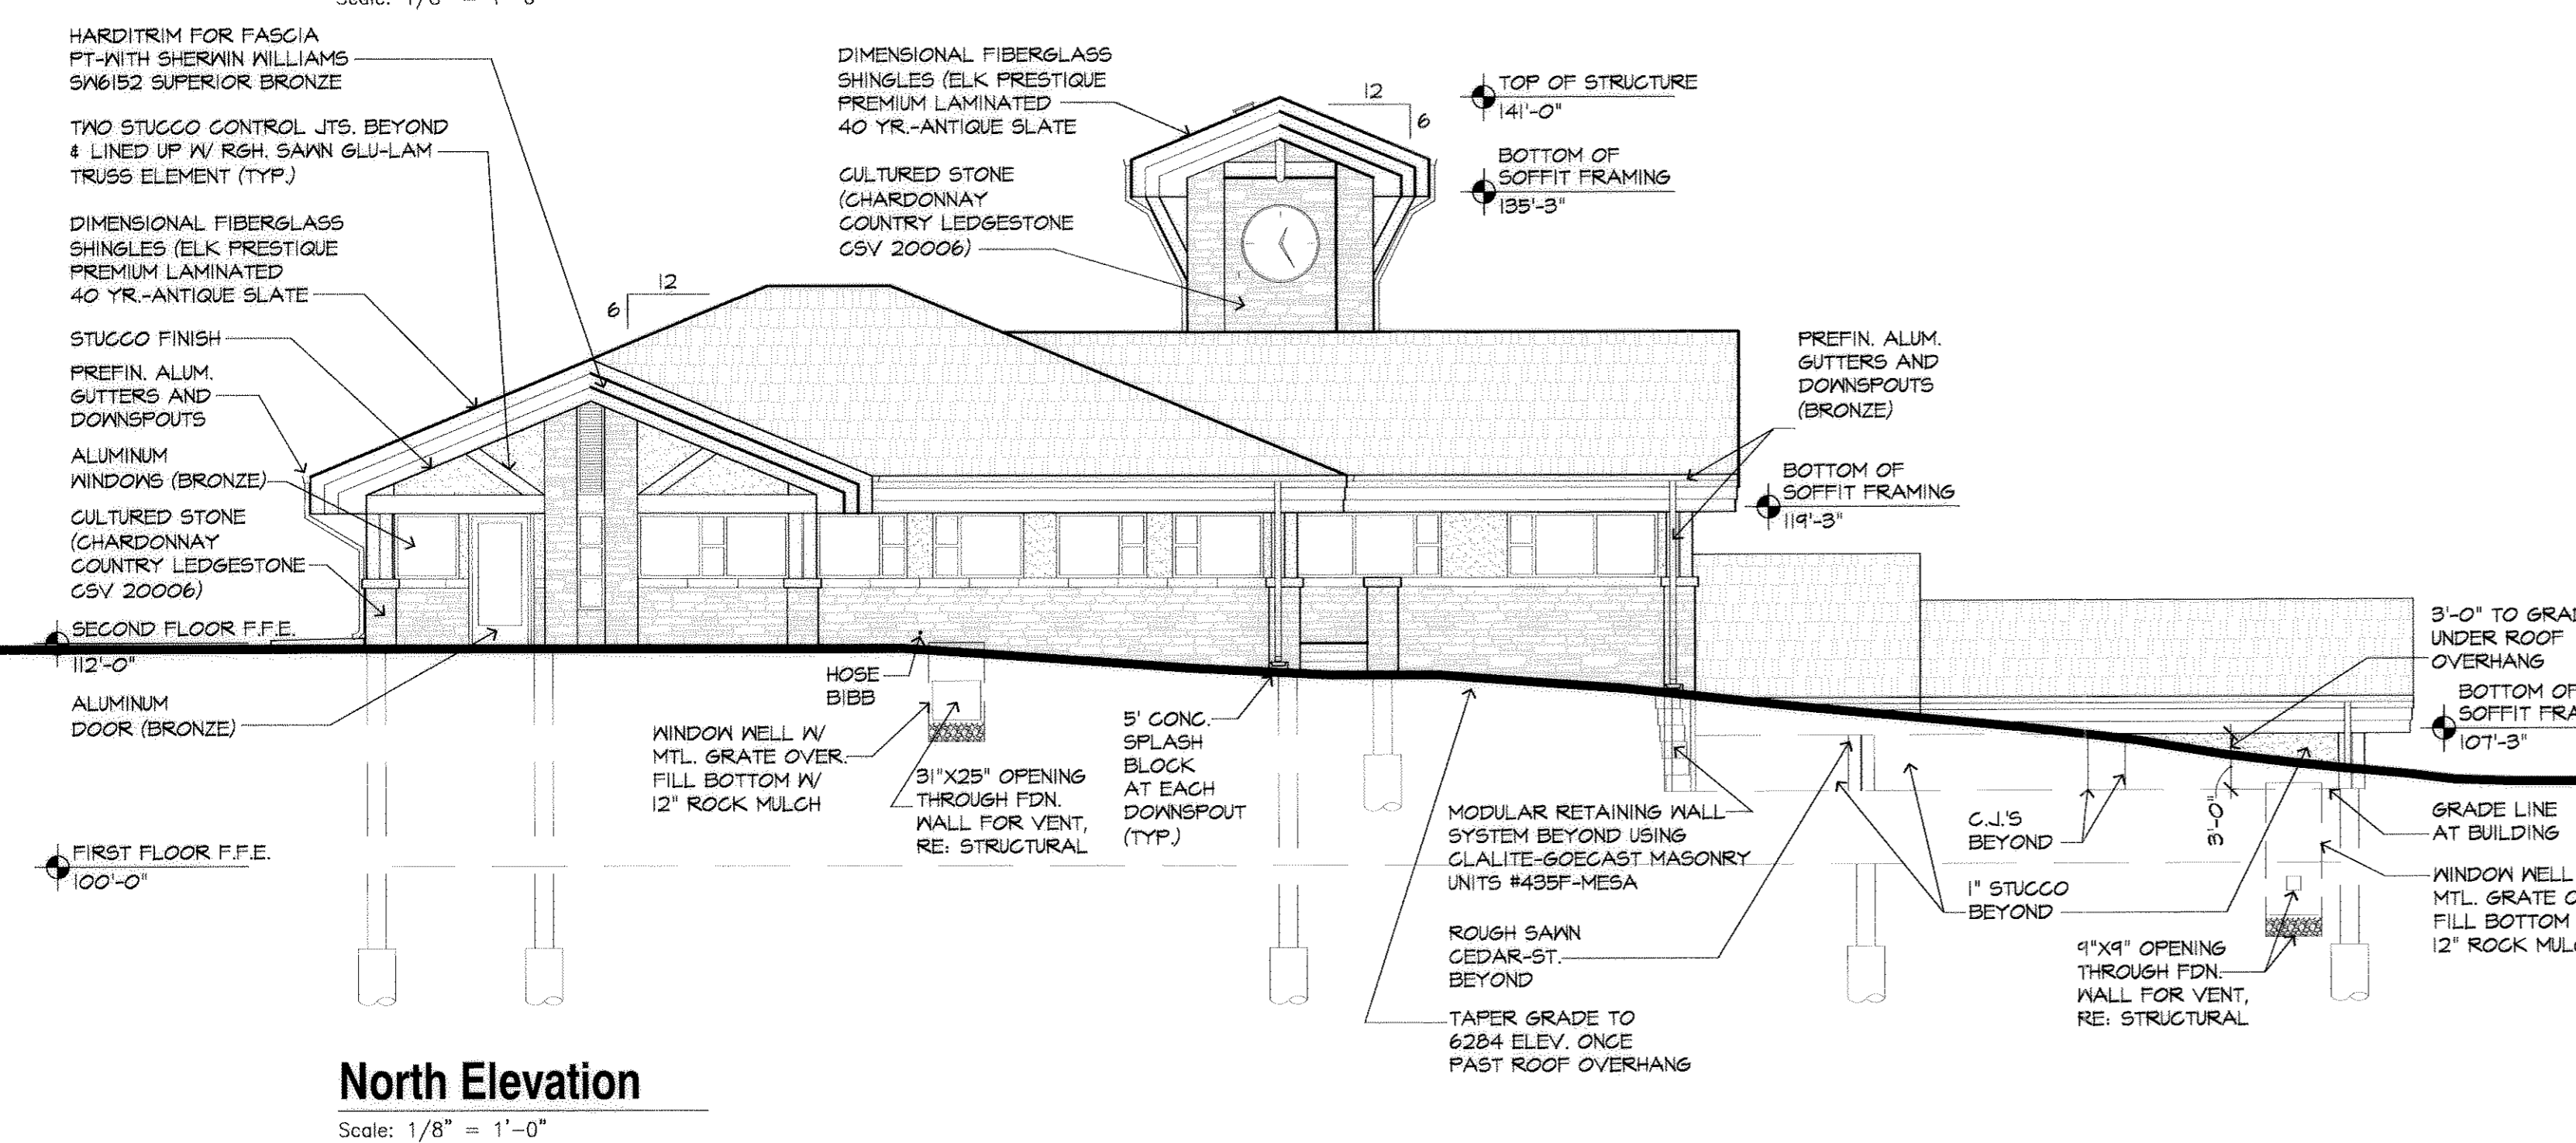 HARDITRIM FOR FASCIA
PT-WITH SHERWIN WILLIAMS
SW6152 SUPERIOR BRONZE
TWO STUCCO CONTROL JTS. BEYOND
& LINED UP W/ RGH. SAWN GLU-LAM
TRUSS ELEMENT (TYP.)
DIMENSIONAL FIBERGLASS
SHINGLES (ELK PRESTIQUE
PREMIUM LAMINATED
40 YR.-ANTIQUE SLATE
STUCCO FINISH
PREFIN. ALUM.
GUTTERS AND
DOWNSPOUTS
ALUMINUM
WINDOWS (BRONZE)
CULTURED STONE
(CHARDONNAY
COUNTRY LEDGESTONE
CSV 20006)
SECOND FLOOR F.F.E.
112'-0"
ALUMINUM
DOOR (BRONZE)
FIRST FLOOR F.F.E.
100'-0"
12
6
DIMENSIONAL FIBERGLASS
SHINGLES (ELK PRESTIQUE
PREMIUM LAMINATED
40 YR.-ANTIQUE SLATE
CULTURED STONE
(CHARDONNAY
COUNTRY LEDGESTONE
CSV 20006)
12
6
TOP OF STRUCTURE
141'-0"
BOTTOM OF
SOFFIT FRAMING
135'-3"
PREFIN. ALUM.
GUTTERS AND
DOWNSPOUTS
(BRONZE)
BOTTOM OF
SOFFIT FRAMING
119'-3"
HOSE
BIBB
WINDOW WELL W/
MTL. GRATE OVER.
FILL BOTTOM W/
12" ROCK MULCH
31"X25" OPENING
THROUGH FDN.
WALL FOR VENT,
RE: STRUCTURAL
5' CONC.
SPLASH
BLOCK
AT EACH
DOWNSPOUT
(TYP.)
MODULAR RETAINING WALL
SYSTEM BEYOND USING
CLALITE-GOECAST MASONRY
UNITS #435F-MESA
ROUGH SAWN
CEDAR-ST.
BEYOND
TAPER GRADE TO
6284 ELEV. ONCE
PAST ROOF OVERHANG
C.J.'S
BEYOND
1" STUCCO
BEYOND
3'-0"
9"X9" OPENING
THROUGH FDN.
WALL FOR VENT,
RE: STRUCTURAL
3'-0" TO
UNDER ROOF
OVERHANG
BOTTOM OF
SOFFIT
107'-3"
GRADE LINE
AT BUILDING
WINDOW WELL
MTL. GRATE
FILL BOTTOM
12" ROCK
North Elevation
Scale: 1/8" = 1'-0"